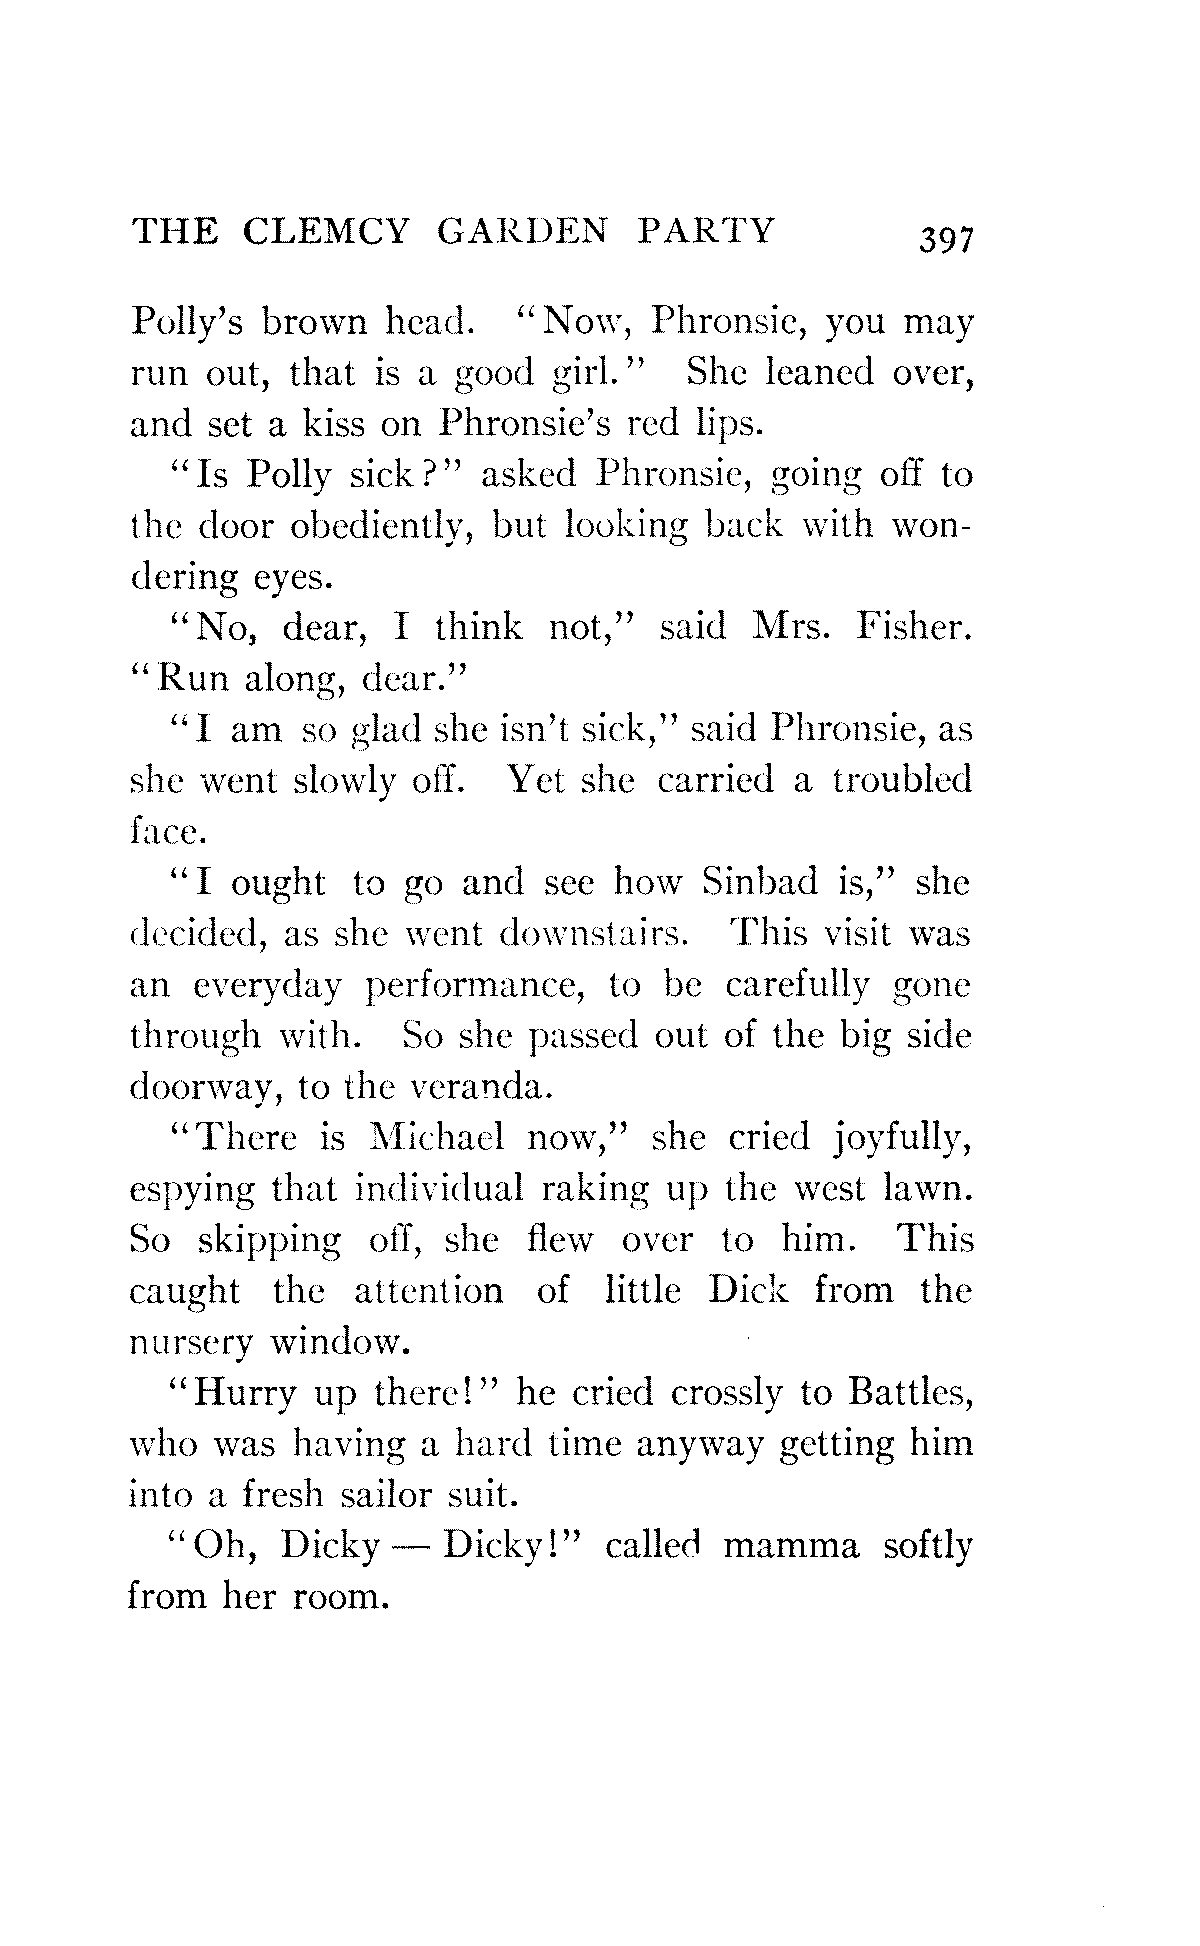 THE CLEMCY GARDEN PARTY 397
Polly's brown head. "Now, Phronsie, you may
run out, that is a good girl." She leaned over,
and set a kiss on Phronsie's red lips.
"Is Polly sick?" asked Phronsie, going off to
the door obediently, but looking back with won-
dering eyes.
"No, dear, I think not," said Mrs. Fisher.
"Run along, dear."
"I am so glad she isn't sick," said Phronsie, as
she went slowly off. Yet she carried a troubled
face.
"I ought to go and see how Sinbad is," she
decided, as she went downstairs. This visit was
an everyday performance, to be carefully gone
through with. So she passed out of the big side
doorway, to the veranda.
"There is Michael now," she cried joyfully,
espying that individual raking up the west lawn.
So skipping off, she flew over to him. This
caught the attention of little Dick from the
nursery window.
"Hurry up there!" he cried crossly to Battles,
who was having a hard time anyway getting him
into a fresh sailor suit.
"Oh, Dicky — Dicky!" called mamma softly
from her room.